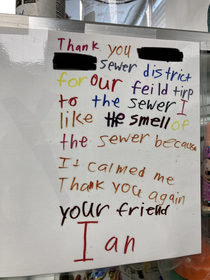 Thank you
sewer district
for our feild tirp
to the sewer I
like the smell of
the sewer because
It calmed me
Thank you again
your friend
Ian